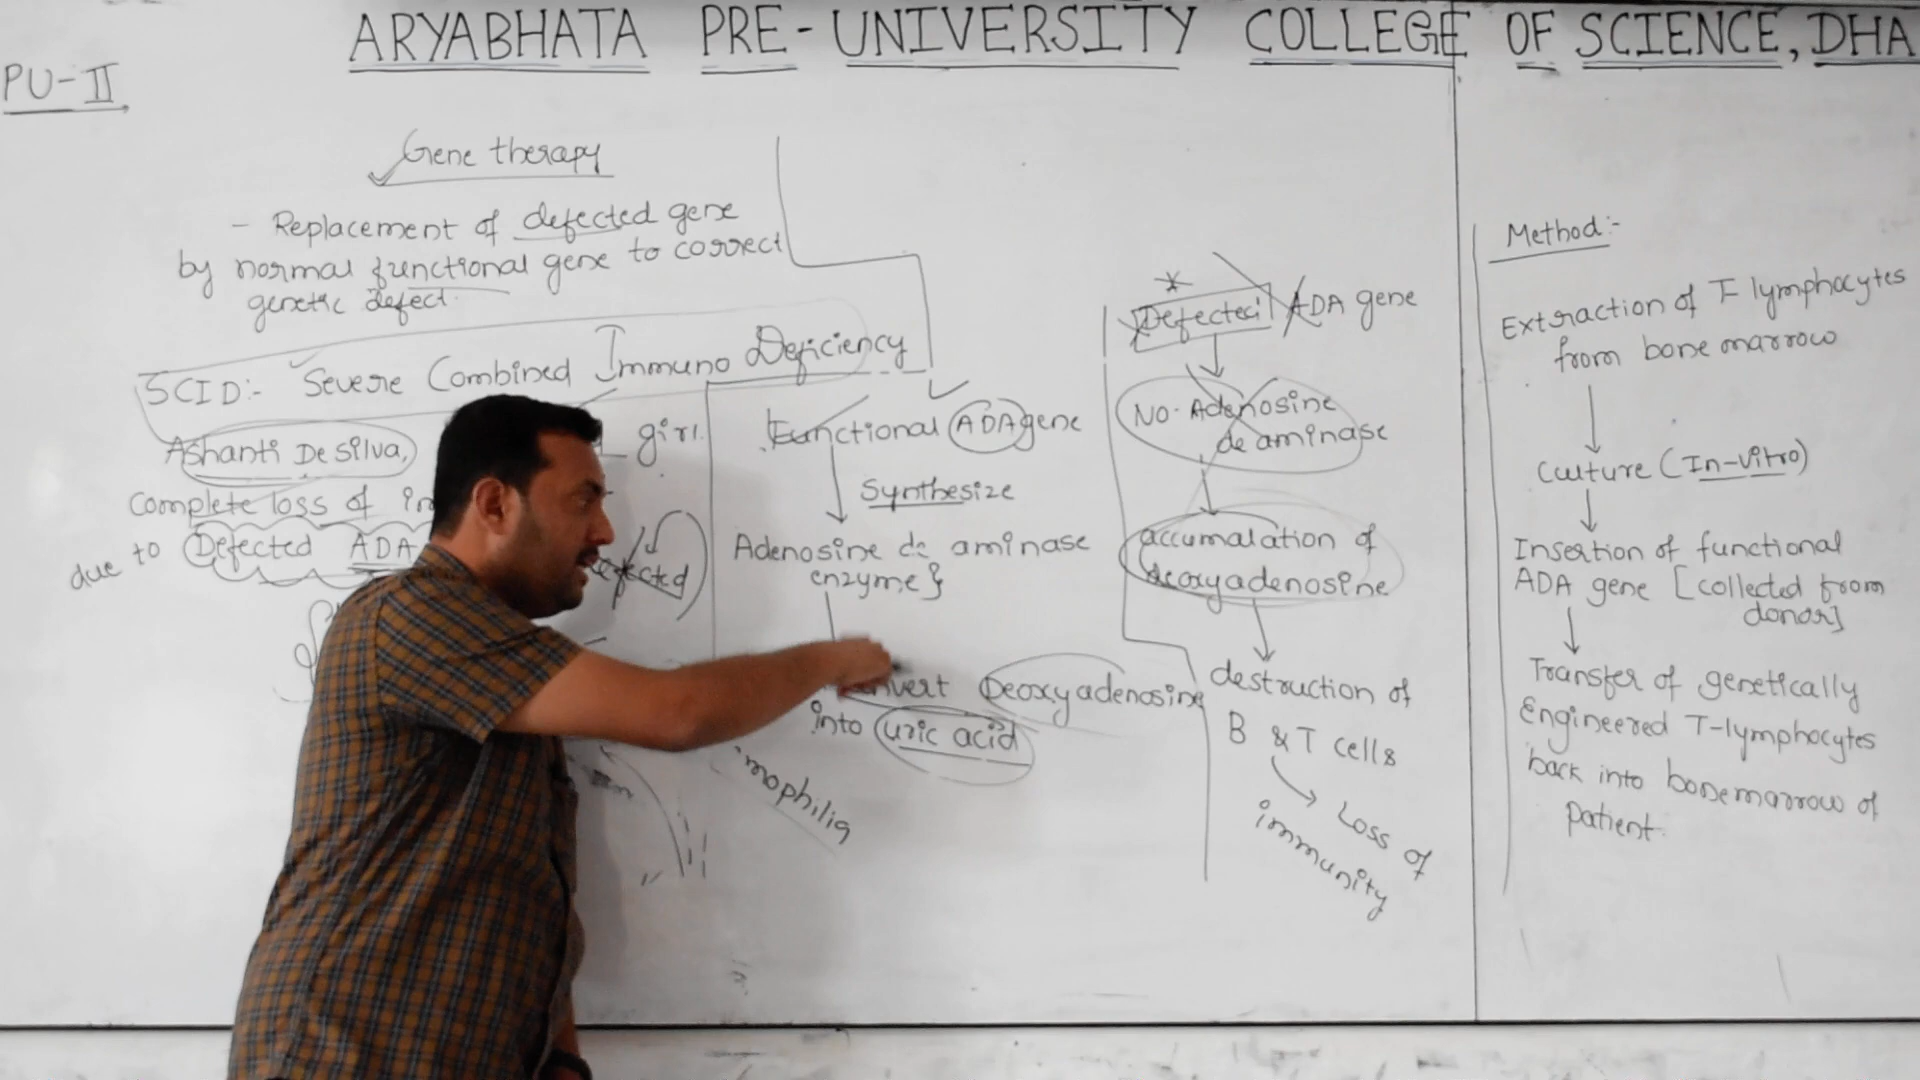 ARYABHATA PRE-UNIVERSITY COLLEGE OF SCIENCE, DHA
PU-II
Gene therapy
- Replacement of defected gene
by normal functional gene to correct
genetic defect.
SCID:- Severe Combined Immuno Deficiency
Ashanti DeSilva,
girl.
Complete loss of
due to Defected ADA
Functional ADA gene
Synthesize
Adenosine de aminase
enzyme}
Deoxyadenosine
into uric acid
* Defected ADA gene
No. Adenosine
de aminase
accumalation of
deoxyadenosine
destruction of
B & T cells
Loss of
immunity
Method:-
Extraction of T lymphocytes
from bone marrow
Culture (In-vitro)
Insertion of functional
ADA gene [collected from
donor]
Transfer of genetically
Engineered T-lymphocytes
back into bonemarrow of
patient.